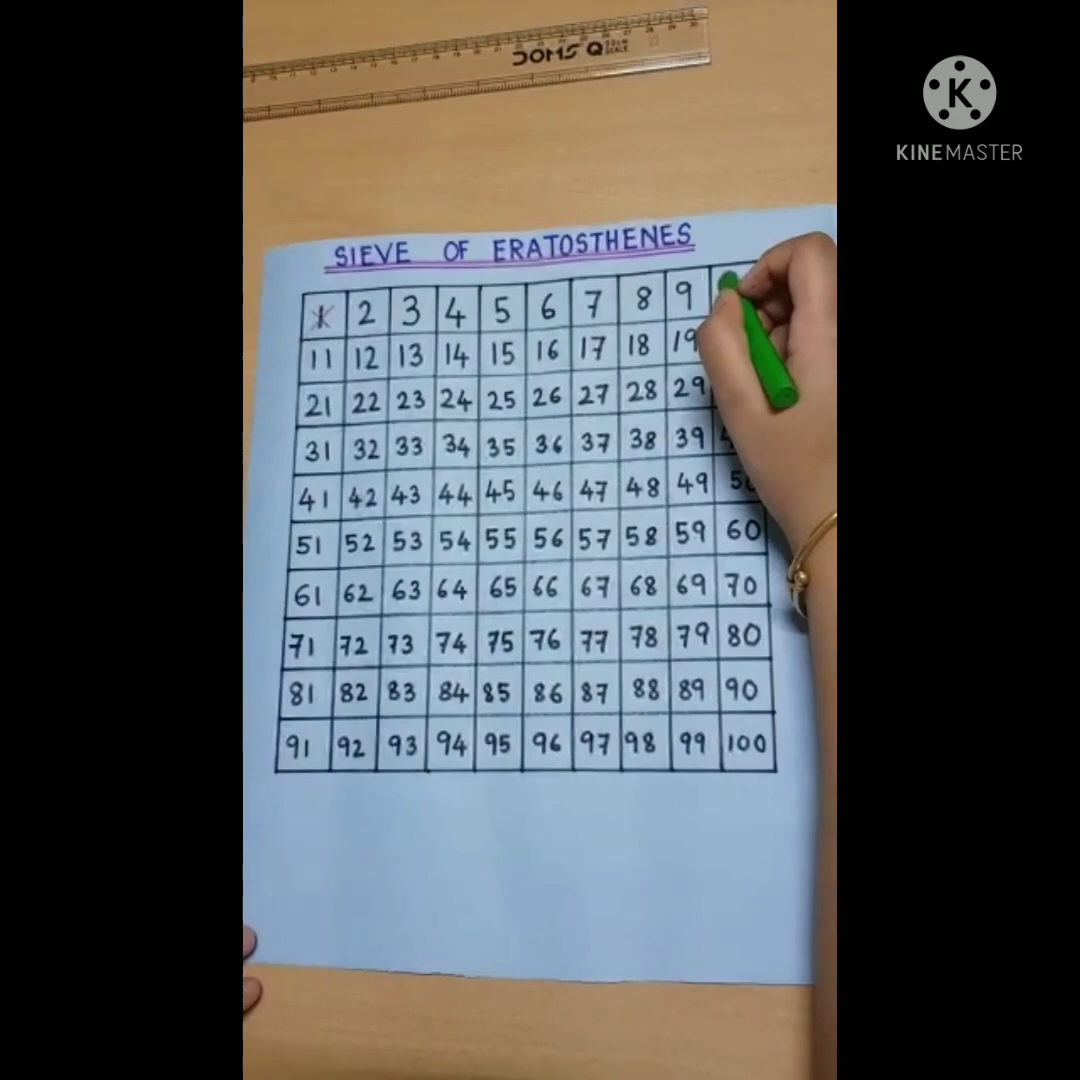 DOMS Q
KINEMASTER
SIEVE OF ERATOSTHENES
1 2 3 4 5 6 7 8 9
11 12 13 14 15 16 17 18 19
21 22 23 24 25 26 27 28 29
31 32 33 34 35 36 37 38 39
41 42 43 44 45 46 47 48 49 50
51 52 53 54 55 56 57 58 59 60
61 62 63 64 65 66 67 68 69 70
71 72 73 74 75 76 77 78 79 80
81 82 83 84 85 86 87 88 89 90
91 92 93 94 95 96 97 98 99 100